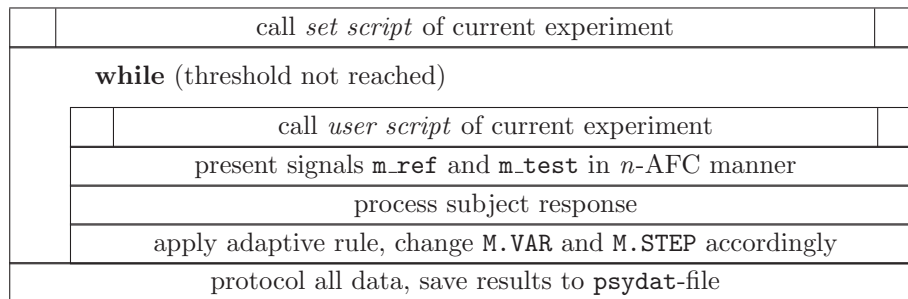 call set script of current experiment
while (threshold not reached)
call user script of current experiment
present signals m_ref and m_test in n-AFC manner
process subject response
apply adaptive rule, change M.VAR and M.STEP accordingly
protocol all data, save results to psydat-file